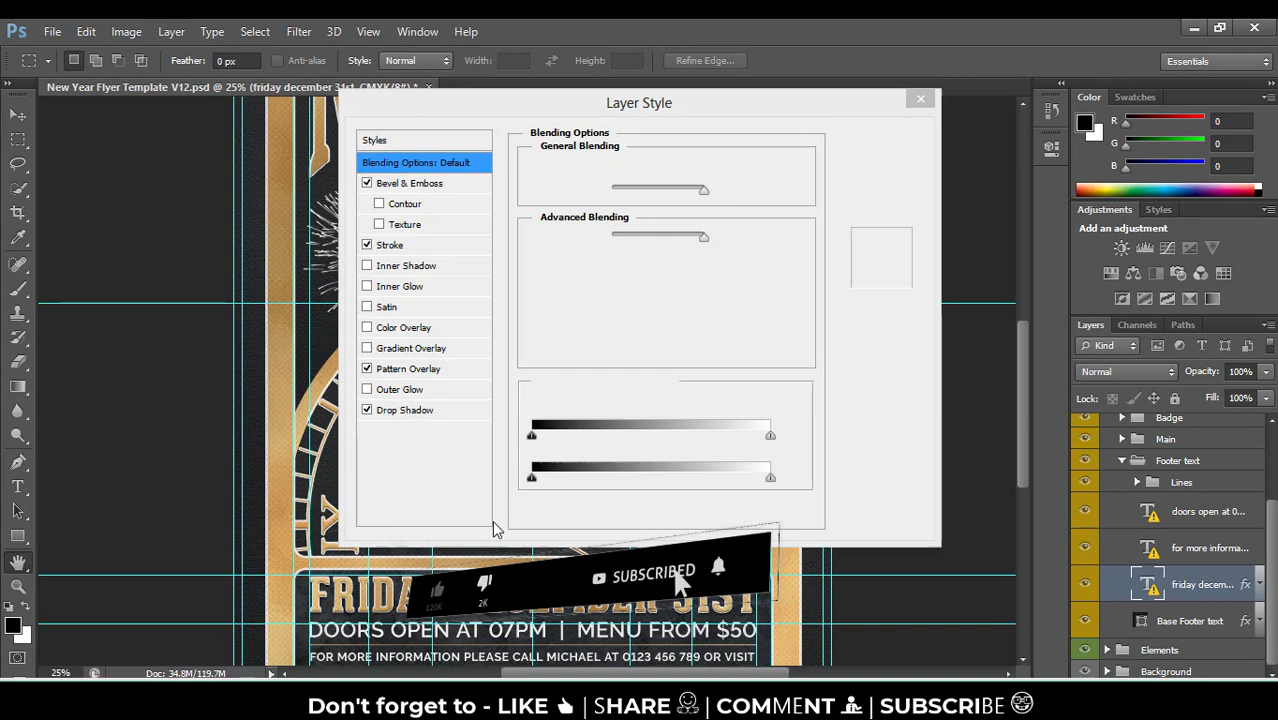 Ps File Edit Image Layer Type Select Filter 3D View Window Help
Feather: 0 px Anti-alias Style: Normal Width: Height: Refine Edge... Essentials
New Year Flyer Template V12.psd @ 25% (friday december 31st, CMYK/8#) *
Layer Style
Styles
Blending Options: Default
Bevel & Emboss
Contour
Texture
Stroke
Inner Shadow
Inner Glow
Satin
Color Overlay
Gradient Overlay
Pattern Overlay
Outer Glow
Drop Shadow
Blending Options
General Blending
Advanced Blending
Color Swatches
R 0
G 0
B 0
Adjustments Styles
Add an adjustment
Layers Channels Paths
Kind
Normal Opacity: 100%
Lock: Fill: 100%
Badge
Main
Footer text
Lines
doors open at 0...
for more informa...
friday decem... fx
Base Footer text
Elements
Background
120K
2K
SUBSCRIBED
31ST
DOORS OPEN AT 07PM | MENU FROM $50
FOR MORE INFORMATION PLEASE CALL MICHAEL AT 0123 456 789 OR VISIT
25% Doc: 34.8M/119.7M
Don't forget to - LIKE | SHARE | COMMENT | SUBSCRIBE